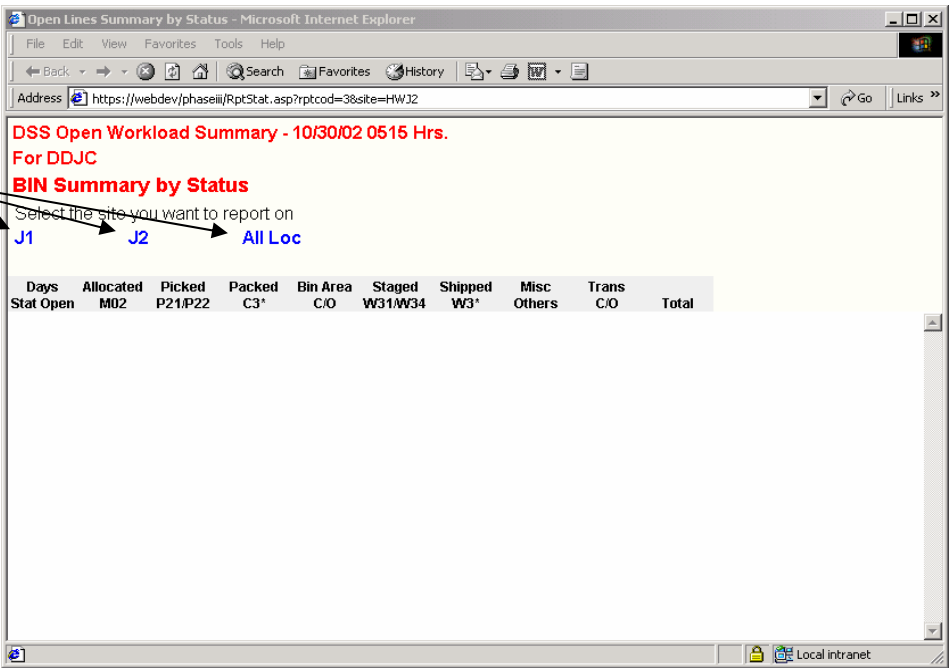 Open Lines Summary by Status - Microsoft Internet Explorer
File Edit View Favorites Tools Help
Back Search Favorites History
Address https://webdev/phaseiii/RptStat.asp?rptcod=3&site=HWJ2 Go Links »
DSS Open Workload Summary - 10/30/02 0515 Hrs.
For DDJC
BIN Summary by Status
Select the site you want to report on
J1 J2 All Loc
Days Allocated Picked Packed Bin Area Staged Shipped Misc Trans
Stat Open M02 P21/P22 C3* C/O W31/W34 W3* Others C/O Total
Local intranet